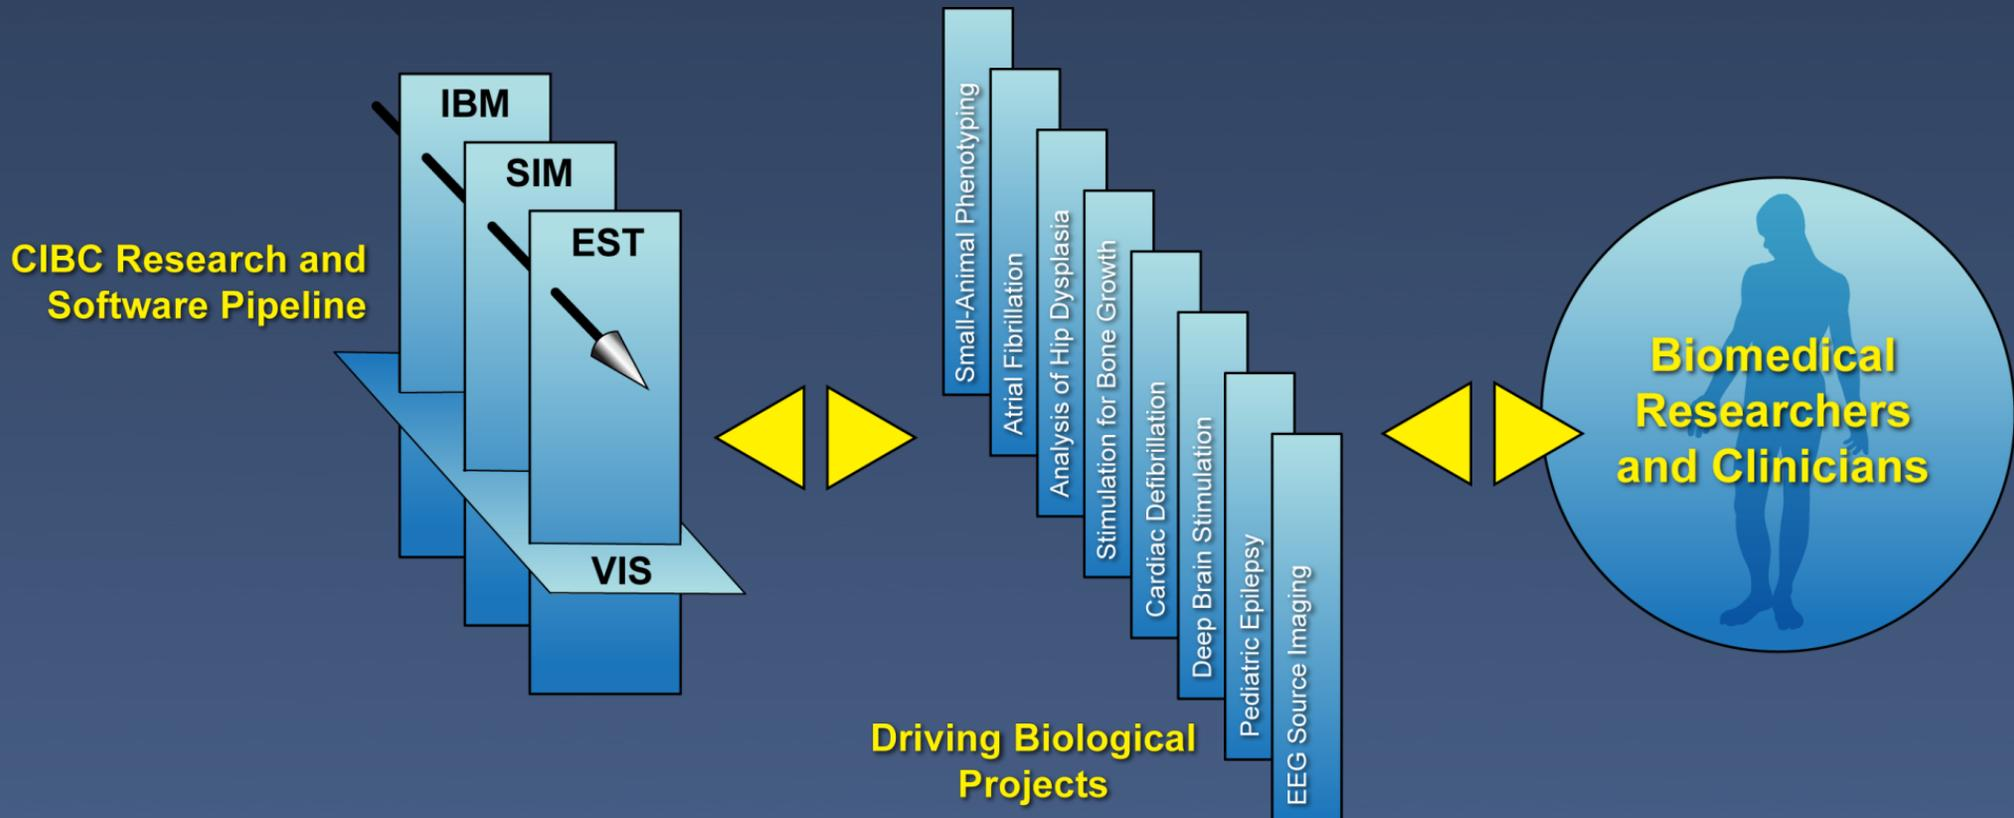 IBM
SIM
EST
VIS
CIBC Research and
Software Pipeline
Small-Animal Phenotyping
Atrial Fibrillation
Analysis of Hip Dysplasia
Stimulation for Bone Growth
Cardiac Defibrillation
Deep Brain Stimulation
Pediatric Epilepsy
EEG Source Imaging
Driving Biological
Projects
Biomedical
Researchers
and Clinicians